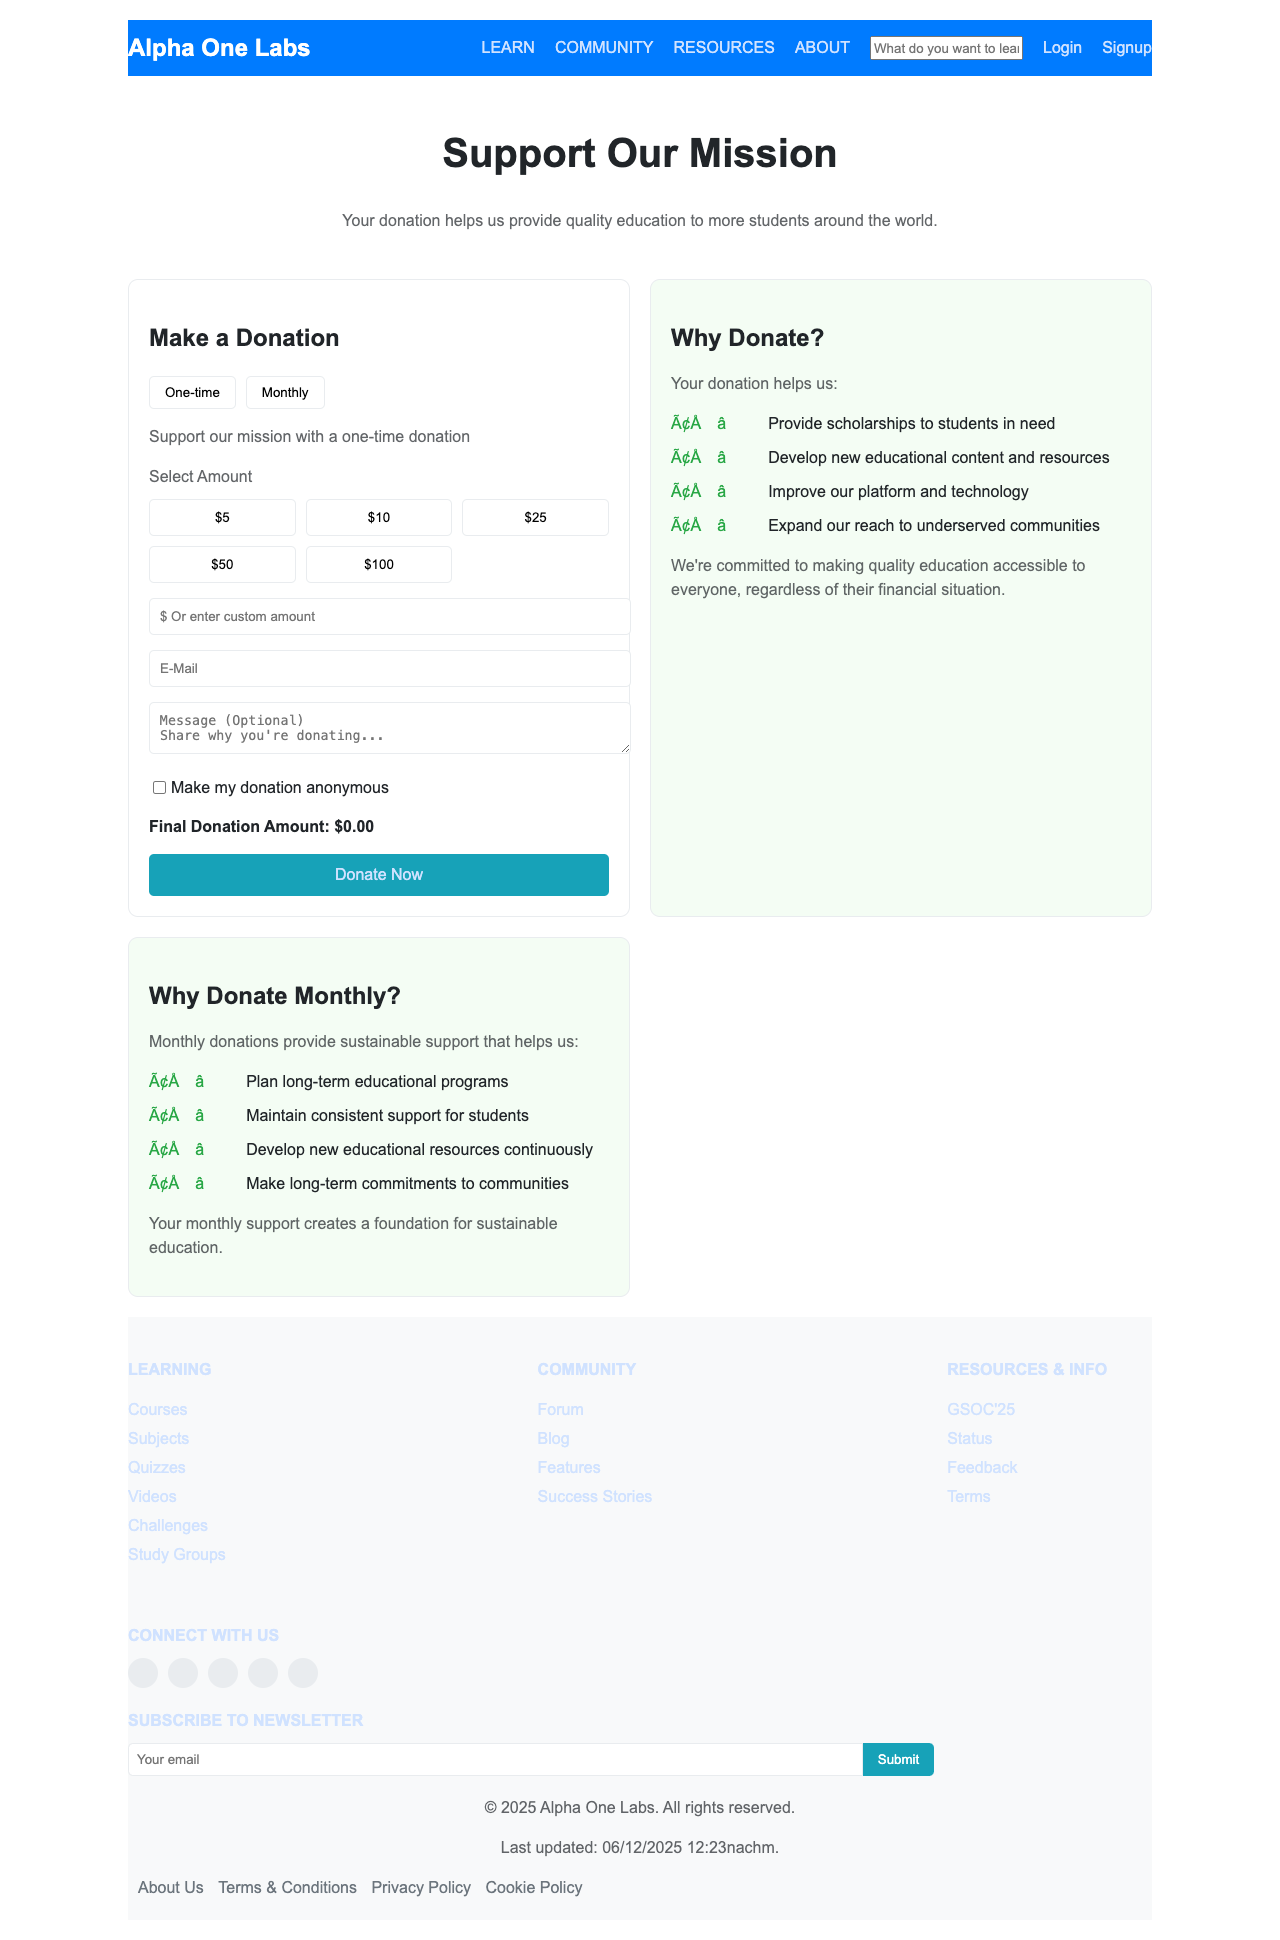 Alpha One Labs
LEARN COMMUNITY RESOURCES ABOUT What do you want to lear Login Signup
Support Our Mission
Your donation helps us provide quality education to more students around the world.
Make a Donation
One-time Monthly
Support our mission with a one-time donation
Select Amount
$5 $10 $25
$50 $100
$ Or enter custom amount
E-Mail
Message (Optional)
Share why you're donating...
Make my donation anonymous
Final Donation Amount: $0.00
Donate Now
Why Donate?
Your donation helps us:
Ã¢Å â Provide scholarships to students in need
Ã¢Å â Develop new educational content and resources
Ã¢Å â Improve our platform and technology
Ã¢Å â Expand our reach to underserved communities
We're committed to making quality education accessible to
everyone, regardless of their financial situation.
Why Donate Monthly?
Monthly donations provide sustainable support that helps us:
Ã¢Å â Plan long-term educational programs
Ã¢Å â Maintain consistent support for students
Ã¢Å â Develop new educational resources continuously
Ã¢Å â Make long-term commitments to communities
Your monthly support creates a foundation for sustainable
education.
LEARNING
Courses
Subjects
Quizzes
Videos
Challenges
Study Groups
COMMUNITY
Forum
Blog
Features
Success Stories
RESOURCES & INFO
GSOC'25
Status
Feedback
Terms
CONNECT WITH US
SUBSCRIBE TO NEWSLETTER
Your email Submit
© 2025 Alpha One Labs. All rights reserved.
Last updated: 06/12/2025 12:23nachm.
About Us Terms & Conditions Privacy Policy Cookie Policy